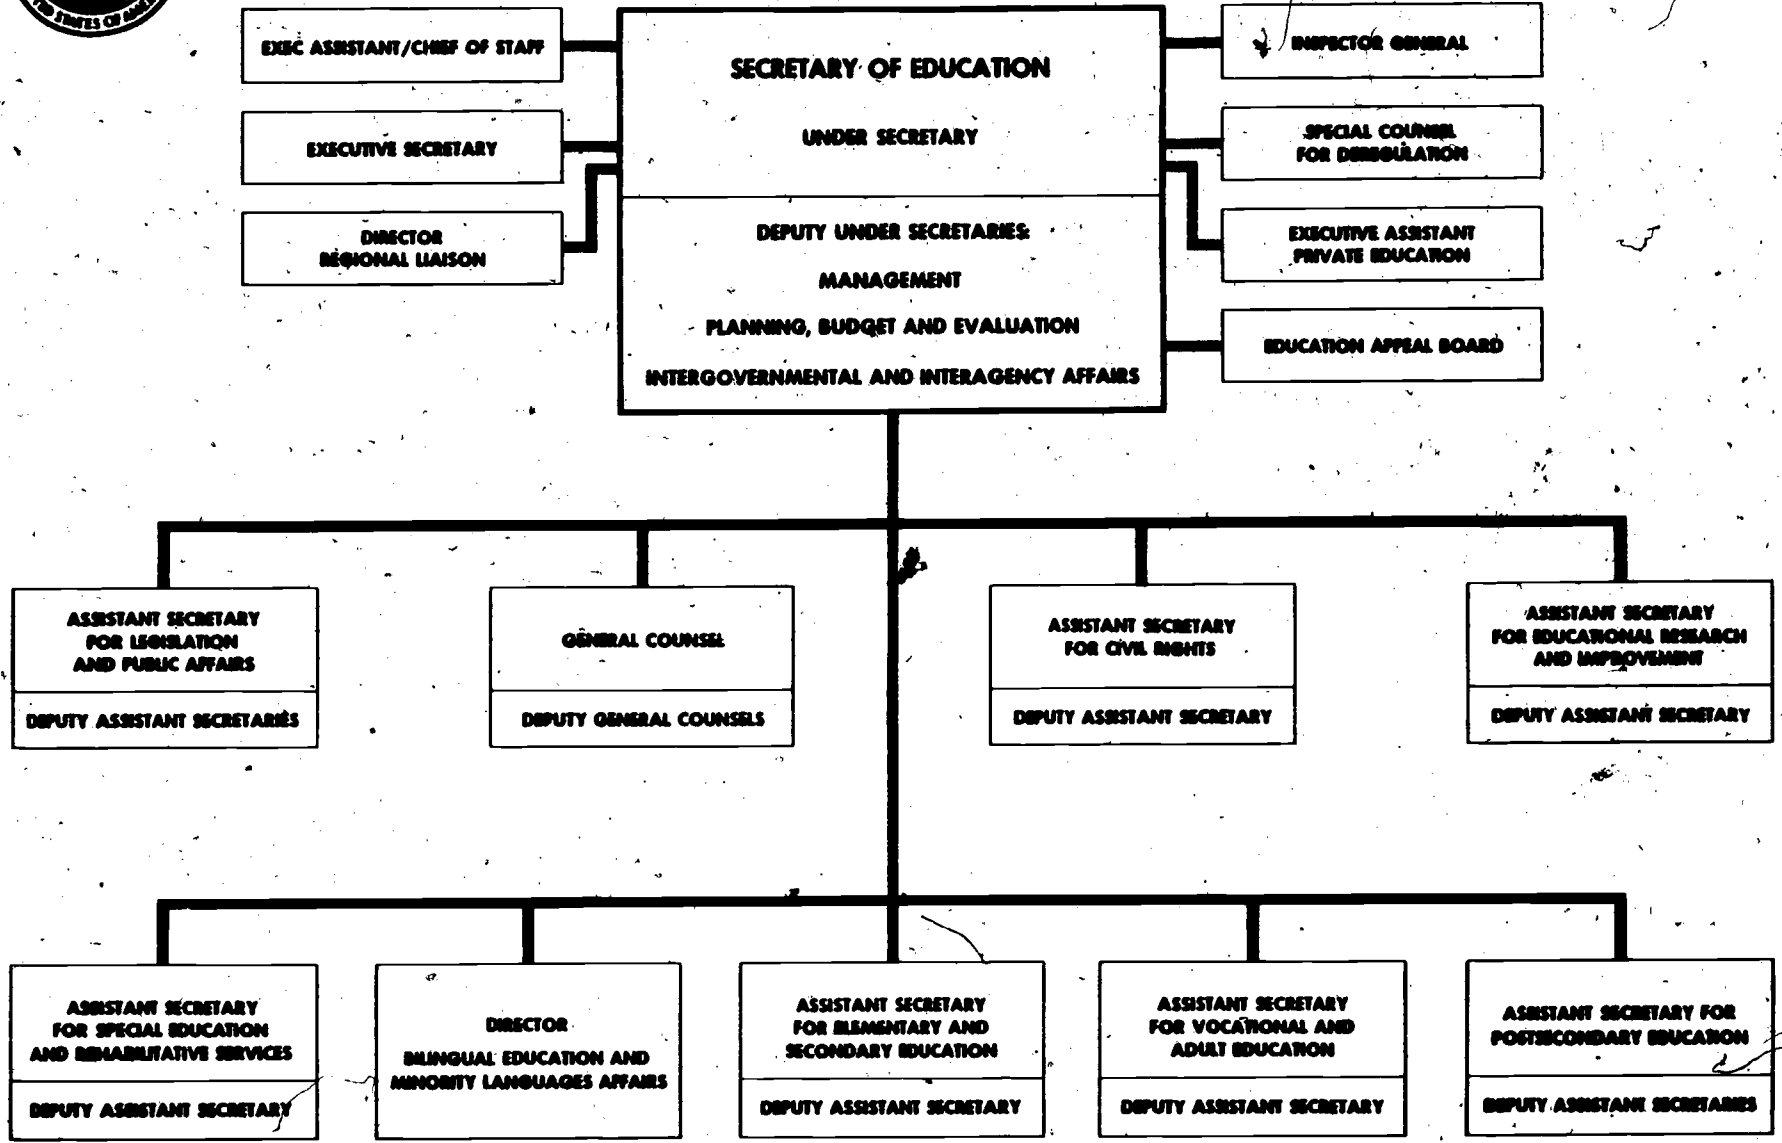 UNITED STATES OF AMERICA
EXEC ASSISTANT/CHIEF OF STAFF
EXECUTIVE SECRETARY
DIRECTOR
REGIONAL LIAISON
SECRETARY OF EDUCATION
UNDER SECRETARY
DEPUTY UNDER SECRETARIES:
MANAGEMENT
PLANNING, BUDGET AND EVALUATION
INTERGOVERNMENTAL AND INTERAGENCY AFFAIRS
INSPECTOR GENERAL
SPECIAL COUNSEL
FOR DEREGULATION
EXECUTIVE ASSISTANT
PRIVATE EDUCATION
EDUCATION APPEAL BOARD
ASSISTANT SECRETARY
FOR LEGISLATION
AND PUBLIC AFFAIRS
DEPUTY ASSISTANT SECRETARIES
GENERAL COUNSEL
DEPUTY GENERAL COUNSELS
ASSISTANT SECRETARY
FOR CIVIL RIGHTS
DEPUTY ASSISTANT SECRETARY
ASSISTANT SECRETARY
FOR EDUCATIONAL RESEARCH
AND IMPROVEMENT
DEPUTY ASSISTANT SECRETARY
ASSISTANT SECRETARY
FOR SPECIAL EDUCATION
AND REHABILITATIVE SERVICES
DEPUTY ASSISTANT SECRETARY
DIRECTOR
BILINGUAL EDUCATION AND
MINORITY LANGUAGES AFFAIRS
ASSISTANT SECRETARY
FOR ELEMENTARY AND
SECONDARY EDUCATION
DEPUTY ASSISTANT SECRETARY
ASSISTANT SECRETARY
FOR VOCATIONAL AND
ADULT EDUCATION
DEPUTY ASSISTANT SECRETARY
ASSISTANT SECRETARY FOR
POSTSECONDARY EDUCATION
DEPUTY ASSISTANT SECRETARIES